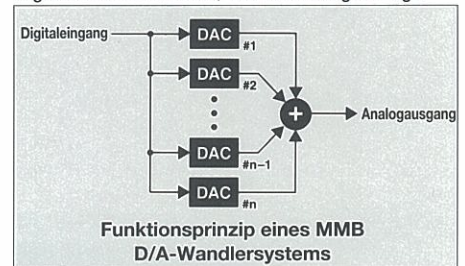 Digitaleingang
DAC #1
DAC #2
Analogausgang
DAC #n-1
DAC #n
Funktionsprinzip eines MMB
D/A-Wandlersystems